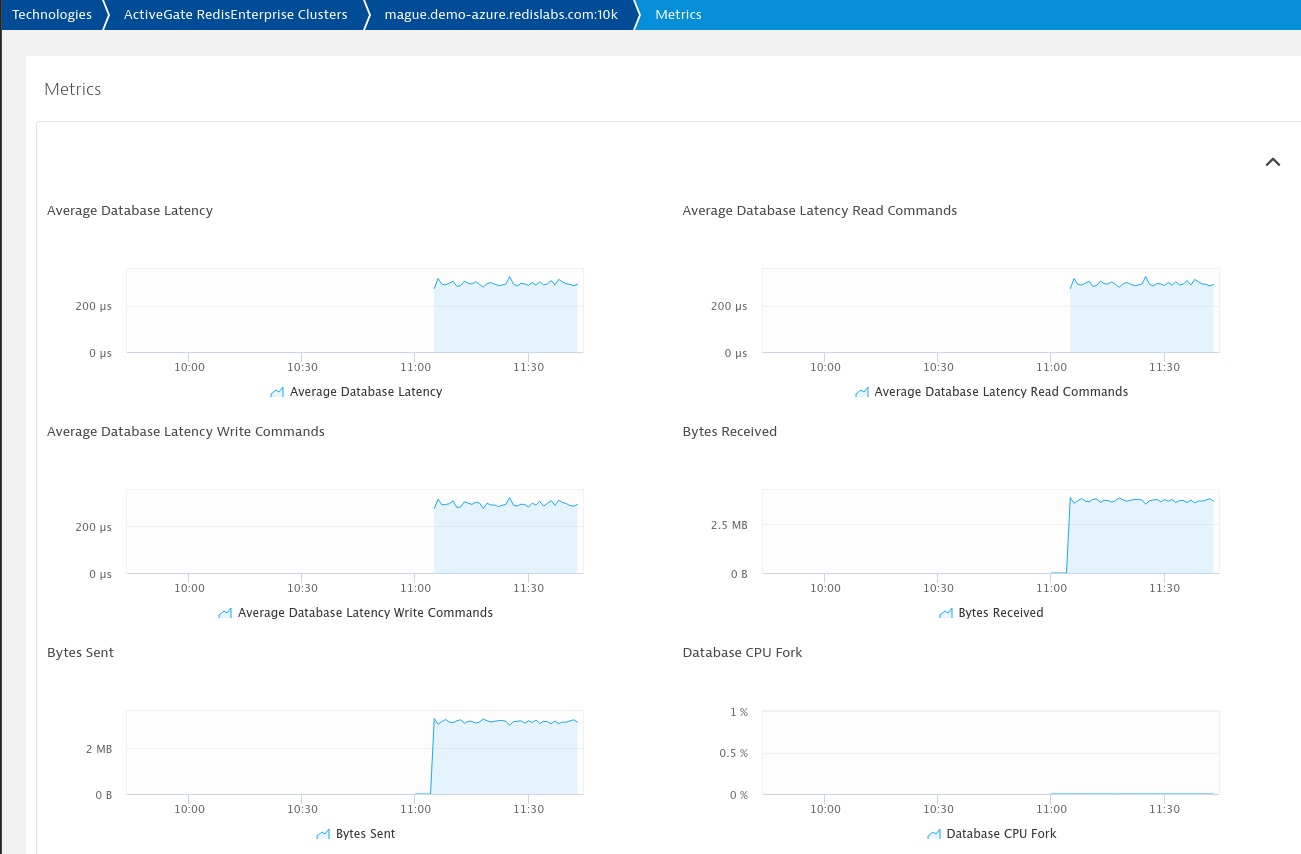 Technologies ActiveGate RedisEnterprise Clusters mague.demo-azure.redislabs.com:10k Metrics
Metrics
Average Database Latency
200 µs
0 µs
10:00 10:30 11:00 11:30
Average Database Latency
Average Database Latency Read Commands
200 µs
0 µs
10:00 10:30 11:00 11:30
Average Database Latency Read Commands
Average Database Latency Write Commands
200 µs
0 µs
10:00 10:30 11:00 11:30
Average Database Latency Write Commands
Bytes Received
2.5 MB
0 B
10:00 10:30 11:00 11:30
Bytes Received
Bytes Sent
2 MB
0 B
10:00 10:30 11:00 11:30
Bytes Sent
Database CPU Fork
1 %
0.5 %
0 %
10:00 10:30 11:00 11:30
Database CPU Fork